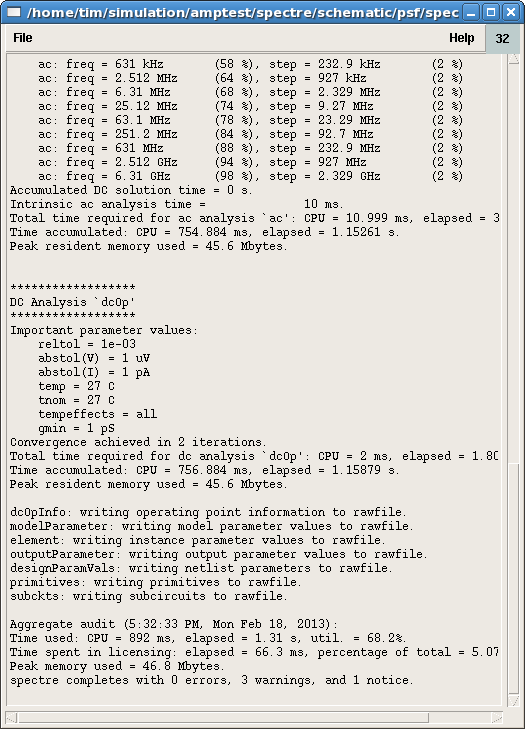 /home/tim/simulation/amptest/spectre/schematic/psf/spec
File Help 32
ac: freq = 631 kHz (58 %), step = 232.9 kHz (2 %)
ac: freq = 2.512 MHz (64 %), step = 927 kHz (2 %)
ac: freq = 6.31 MHz (68 %), step = 2.329 MHz (2 %)
ac: freq = 25.12 MHz (74 %), step = 9.27 MHz (2 %)
ac: freq = 63.1 MHz (78 %), step = 23.29 MHz (2 %)
ac: freq = 251.2 MHz (84 %), step = 92.7 MHz (2 %)
ac: freq = 631 MHz (88 %), step = 232.9 MHz (2 %)
ac: freq = 2.512 GHz (94 %), step = 927 MHz (2 %)
ac: freq = 6.31 GHz (98 %), step = 2.329 GHz (2 %)
Accumulated DC solution time = 0 s.
Intrinsic ac analysis time = 10 ms.
Total time required for ac analysis `ac': CPU = 10.999 ms, elapsed = 3
Time accumulated: CPU = 754.884 ms, elapsed = 1.15261 s.
Peak resident memory used = 45.6 Mbytes.
******************
DC Analysis `dcOp'
******************
Important parameter values:
reltol = 1e-03
abstol(V) = 1 uV
abstol(I) = 1 pA
temp = 27 C
tnom = 27 C
tempeffects = all
gmin = 1 pS
Convergence achieved in 2 iterations.
Total time required for dc analysis `dcOp': CPU = 2 ms, elapsed = 1.80
Time accumulated: CPU = 756.884 ms, elapsed = 1.15879 s.
Peak resident memory used = 45.6 Mbytes.
dcOpInfo: writing operating point information to rawfile.
modelParameter: writing model parameter values to rawfile.
element: writing instance parameter values to rawfile.
outputParameter: writing output parameter values to rawfile.
designParamVals: writing netlist parameters to rawfile.
primitives: writing primitives to rawfile.
subckts: writing subcircuits to rawfile.
Aggregate audit (5:32:33 PM, Mon Feb 18, 2013):
Time used: CPU = 892 ms, elapsed = 1.31 s, util. = 68.2%.
Time spent in licensing: elapsed = 66.3 ms, percentage of total = 5.07
Peak memory used = 46.8 Mbytes.
spectre completes with 0 errors, 3 warnings, and 1 notice.